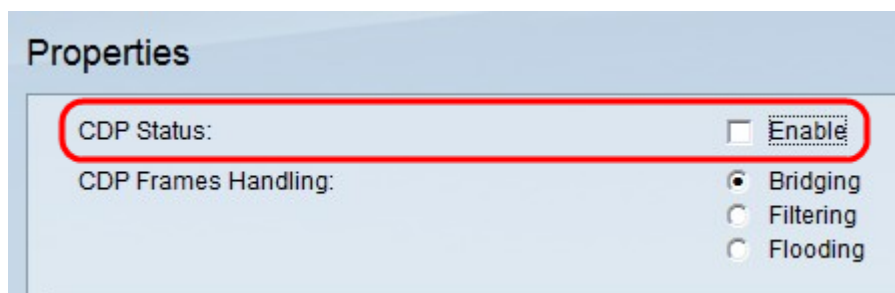 Properties
CDP Status: Enable
CDP Frames Handling: Bridging
Filtering
Flooding